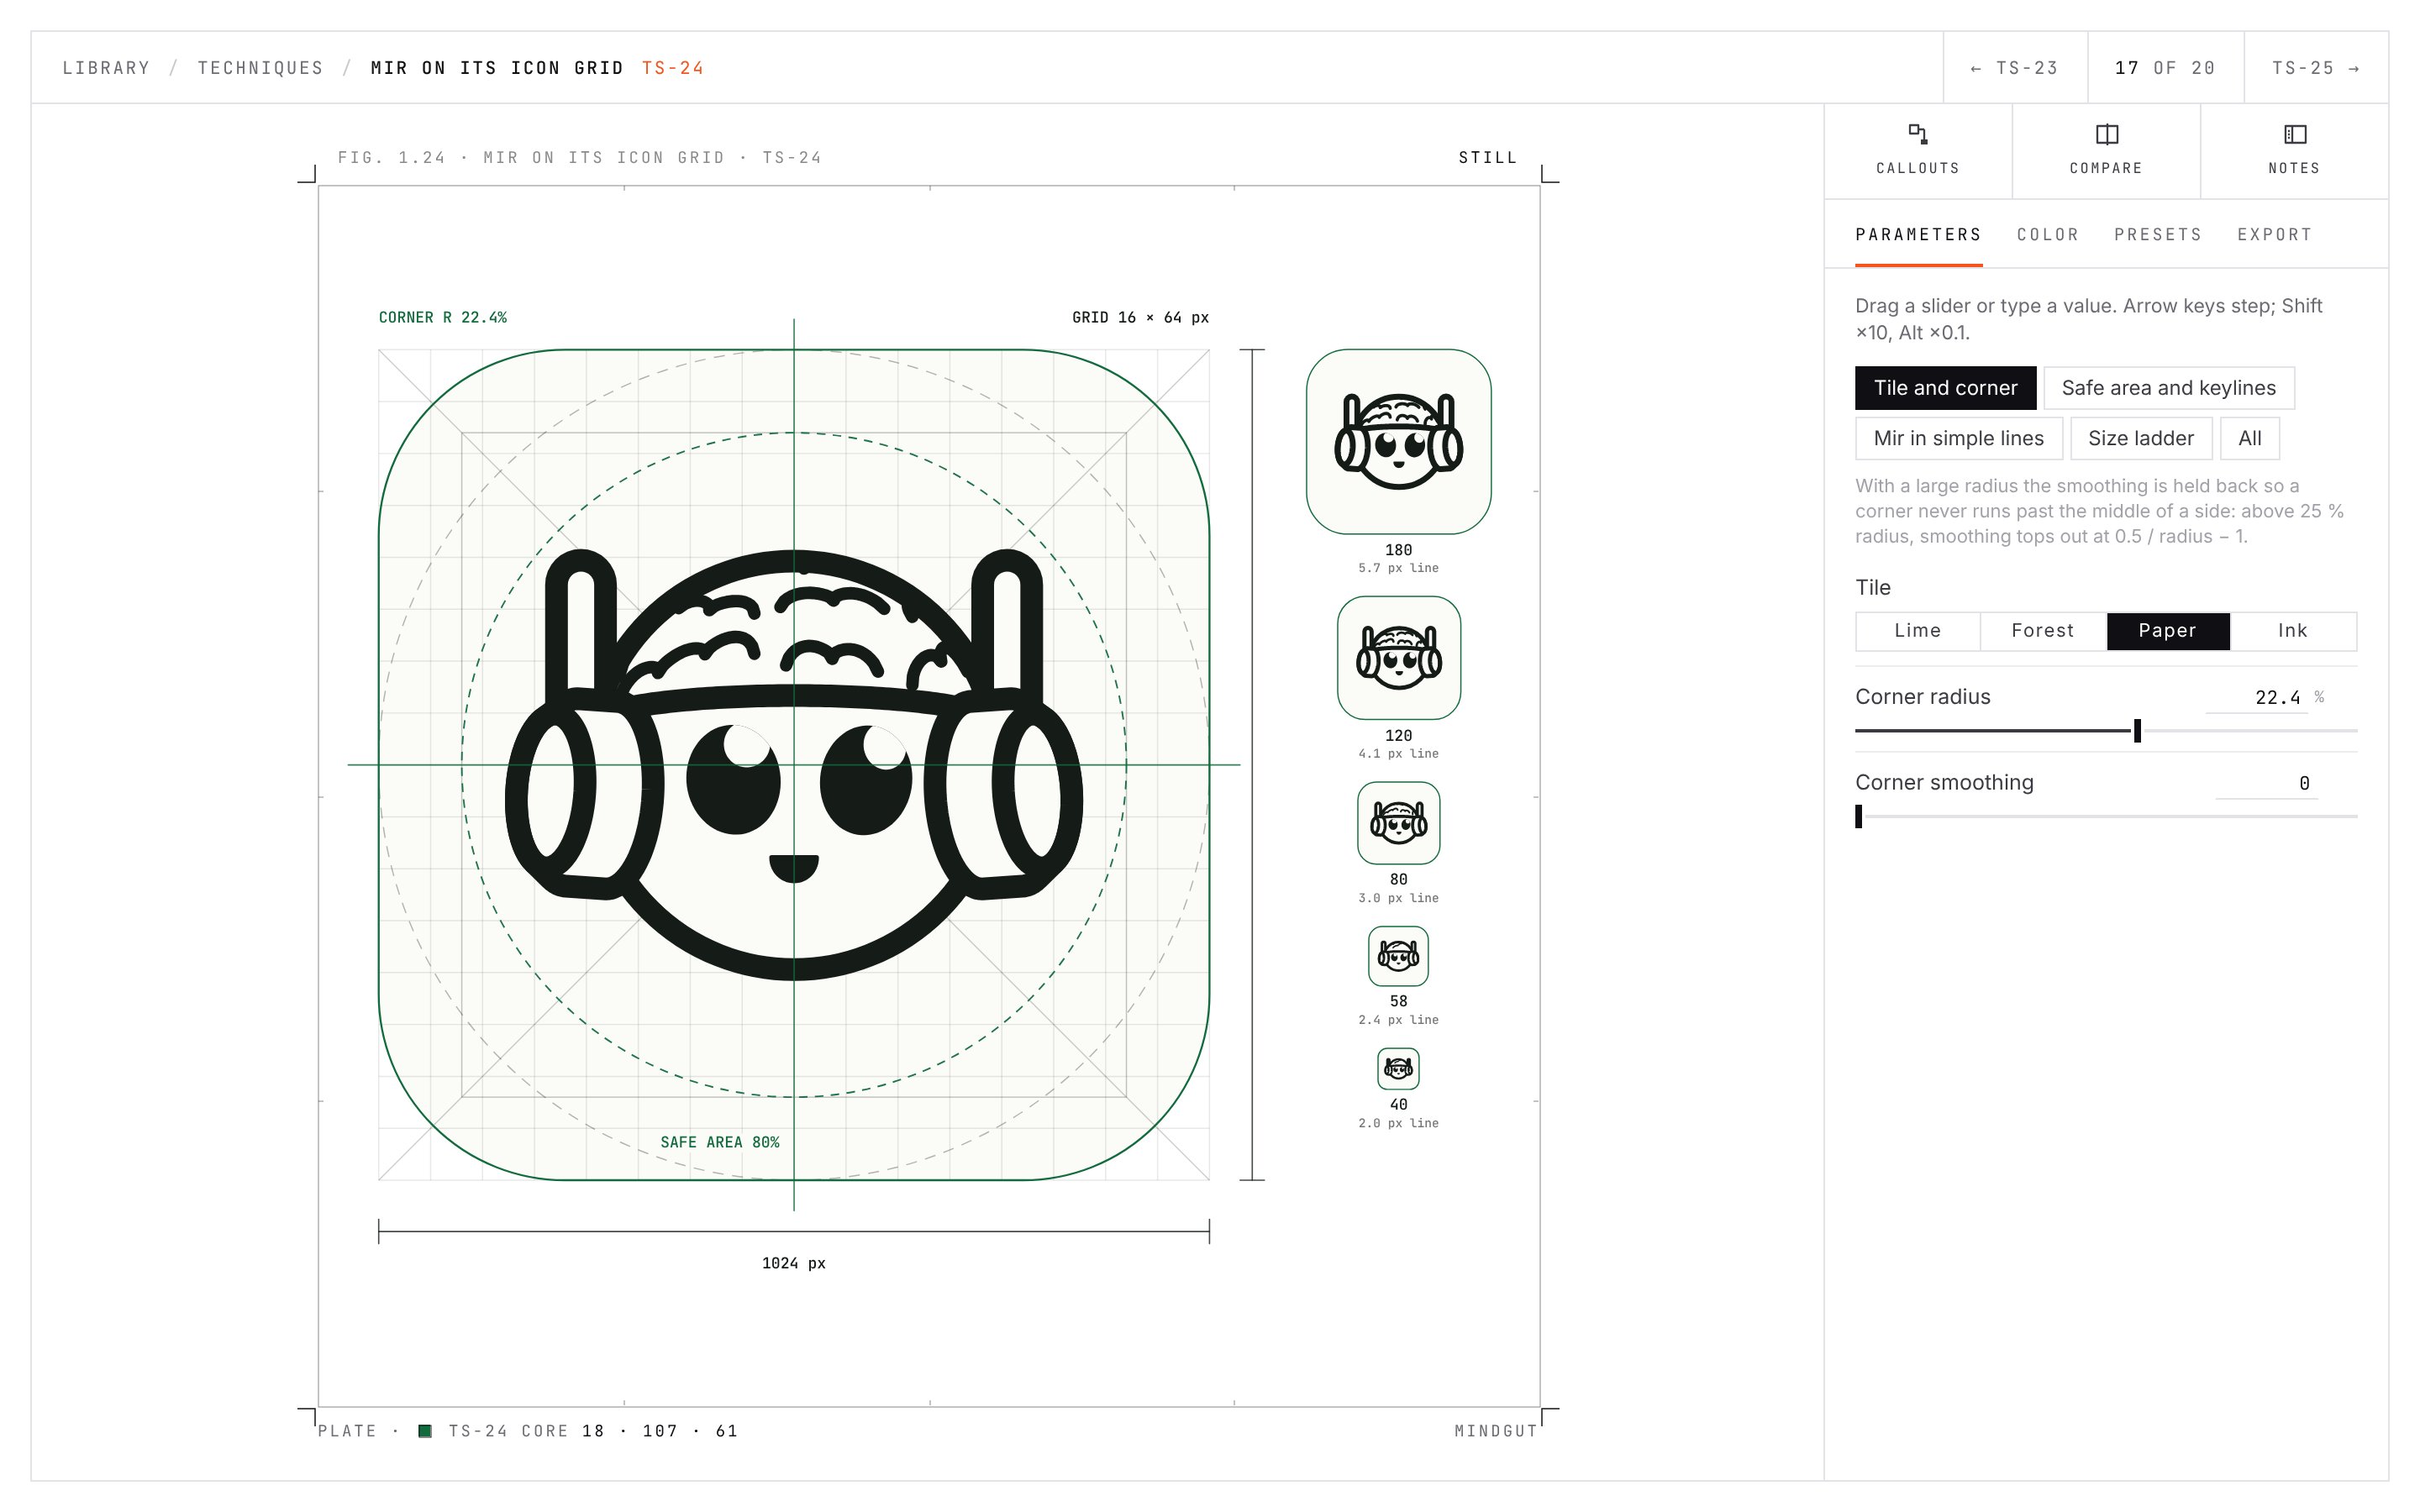 LIBRARY / TECHNIQUES / MIR ON ITS ICON GRID TS-24
← TS-23
17 OF 20
TS-25 →
FIG. 1.24 · MIR ON ITS ICON GRID · TS-24
STILL
CORNER R 22.4%
GRID 16 × 64 px
SAFE AREA 80%
1024 px
180
5.7 px line
120
4.1 px line
80
3.0 px line
58
2.4 px line
40
2.0 px line
PLATE · TS-24 CORE 18 · 107 · 61
MINDGUT
CALLOUTS
COMPARE
NOTES
PARAMETERS
COLOR
PRESETS
EXPORT
Drag a slider or type a value. Arrow keys step; Shift
×10, Alt ×0.1.
Tile and corner
Safe area and keylines
Mir in simple lines
Size ladder
All
With a large radius the smoothing is held back so a
corner never runs past the middle of a side: above 25 %
radius, smoothing tops out at 0.5 / radius − 1.
Tile
Lime
Forest
Paper
Ink
Corner radius
22.4 %
Corner smoothing
0